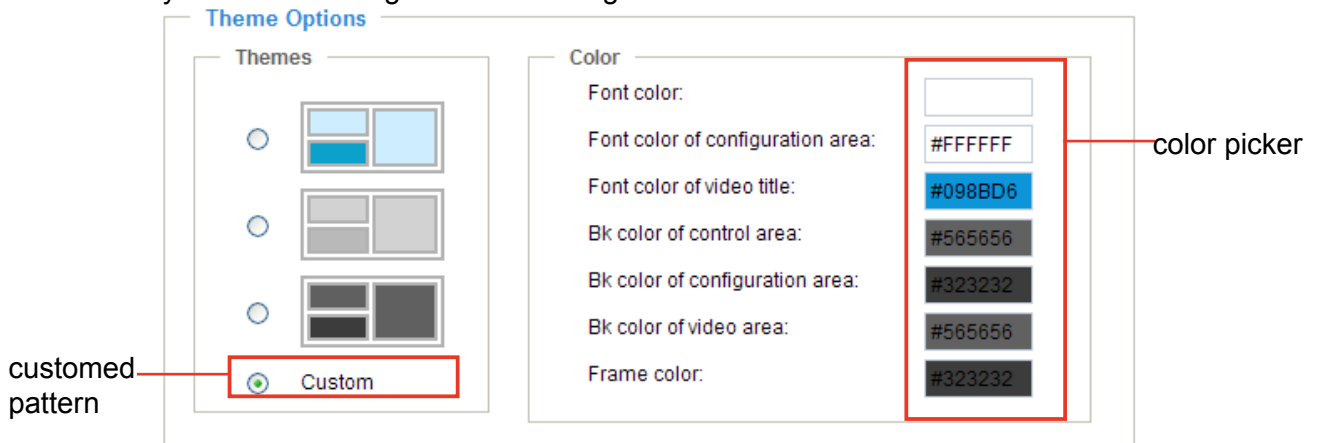 Theme Options
Themes
Custom
customed
pattern
Color
Font color:
Font color of configuration area: #FFFFFF
Font color of video title: #098BD6
Bk color of control area: #565656
Bk color of configuration area: #323232
Bk color of video area: #565656
Frame color: #323232
color picker